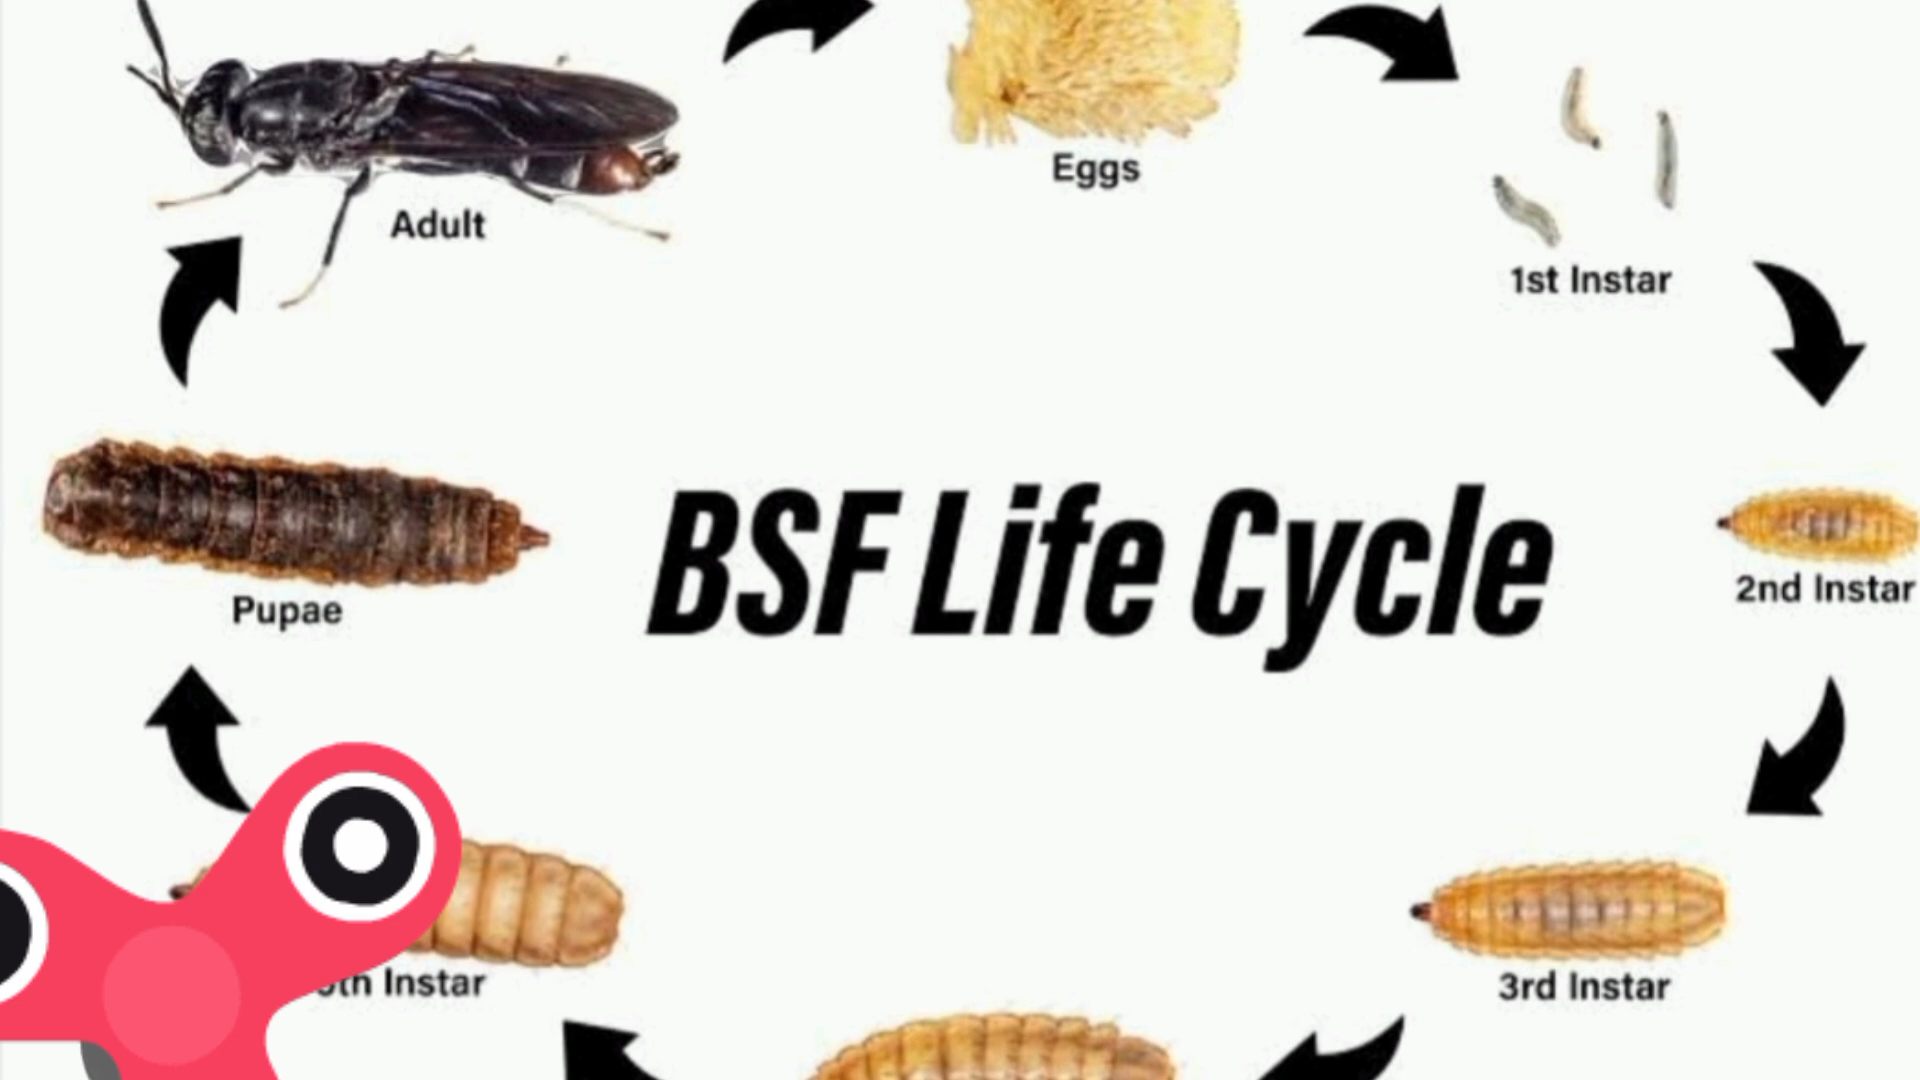 Eggs
Adult
1st Instar
BSF Life Cycle
2nd Instar
Pupae
Instar
3rd Instar